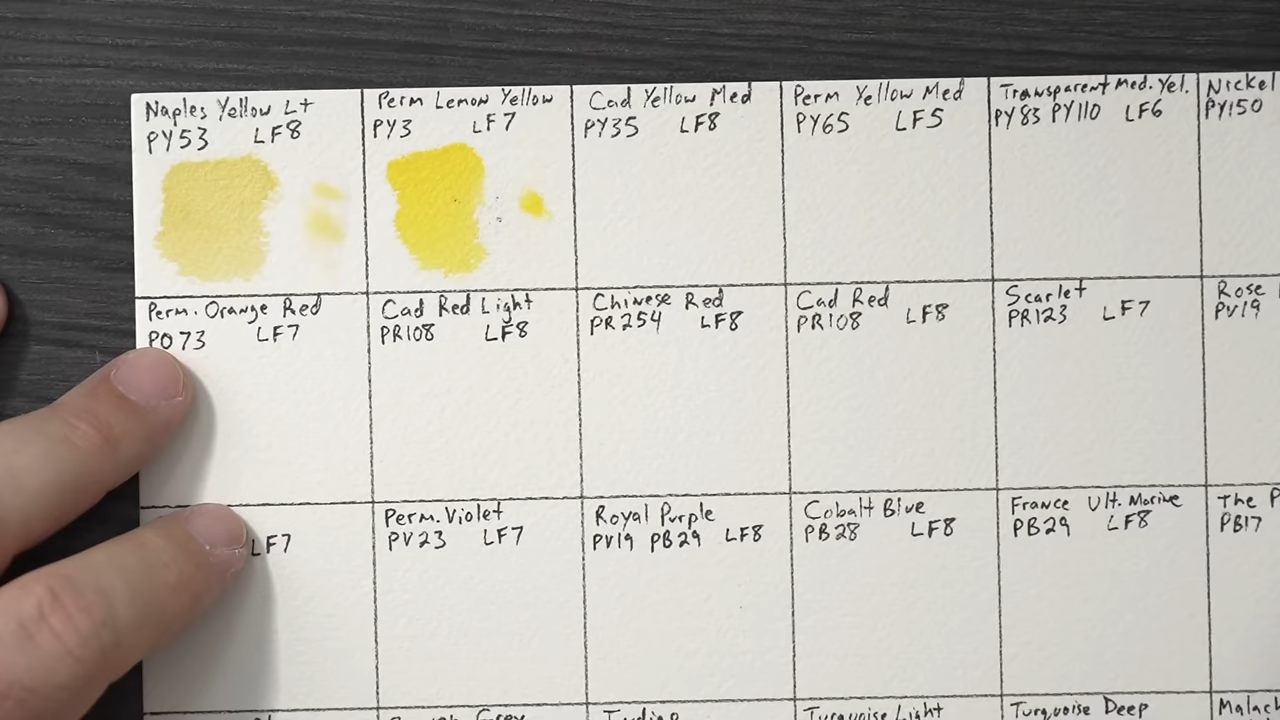 Naples Yellow Lt
PY53 LF8
Perm Lemon Yellow
PY3 LF7
Cad Yellow Med
PY35 LF8
Perm Yellow Med
PY65 LF5
Transparent Med. Yel.
PY83 PY110 LF6
Nickel
PY150
Perm. Orange Red
PO73 LF7
Cad Red Light
PR108 LF8
Chinese Red
PR254 LF8
Cad Red
PR108 LF8
Scarlet
PR123 LF7
Rose
PV19
LF7
Perm. Violet
PV23 LF7
Royal Purple
PV19 PB29 LF8
Cobalt Blue
PB28 LF8
France Ult. Marine
PB29 LF8
The
PB17
Grey
Indigo
Turquoise Light
Turquoise Deep
Malach